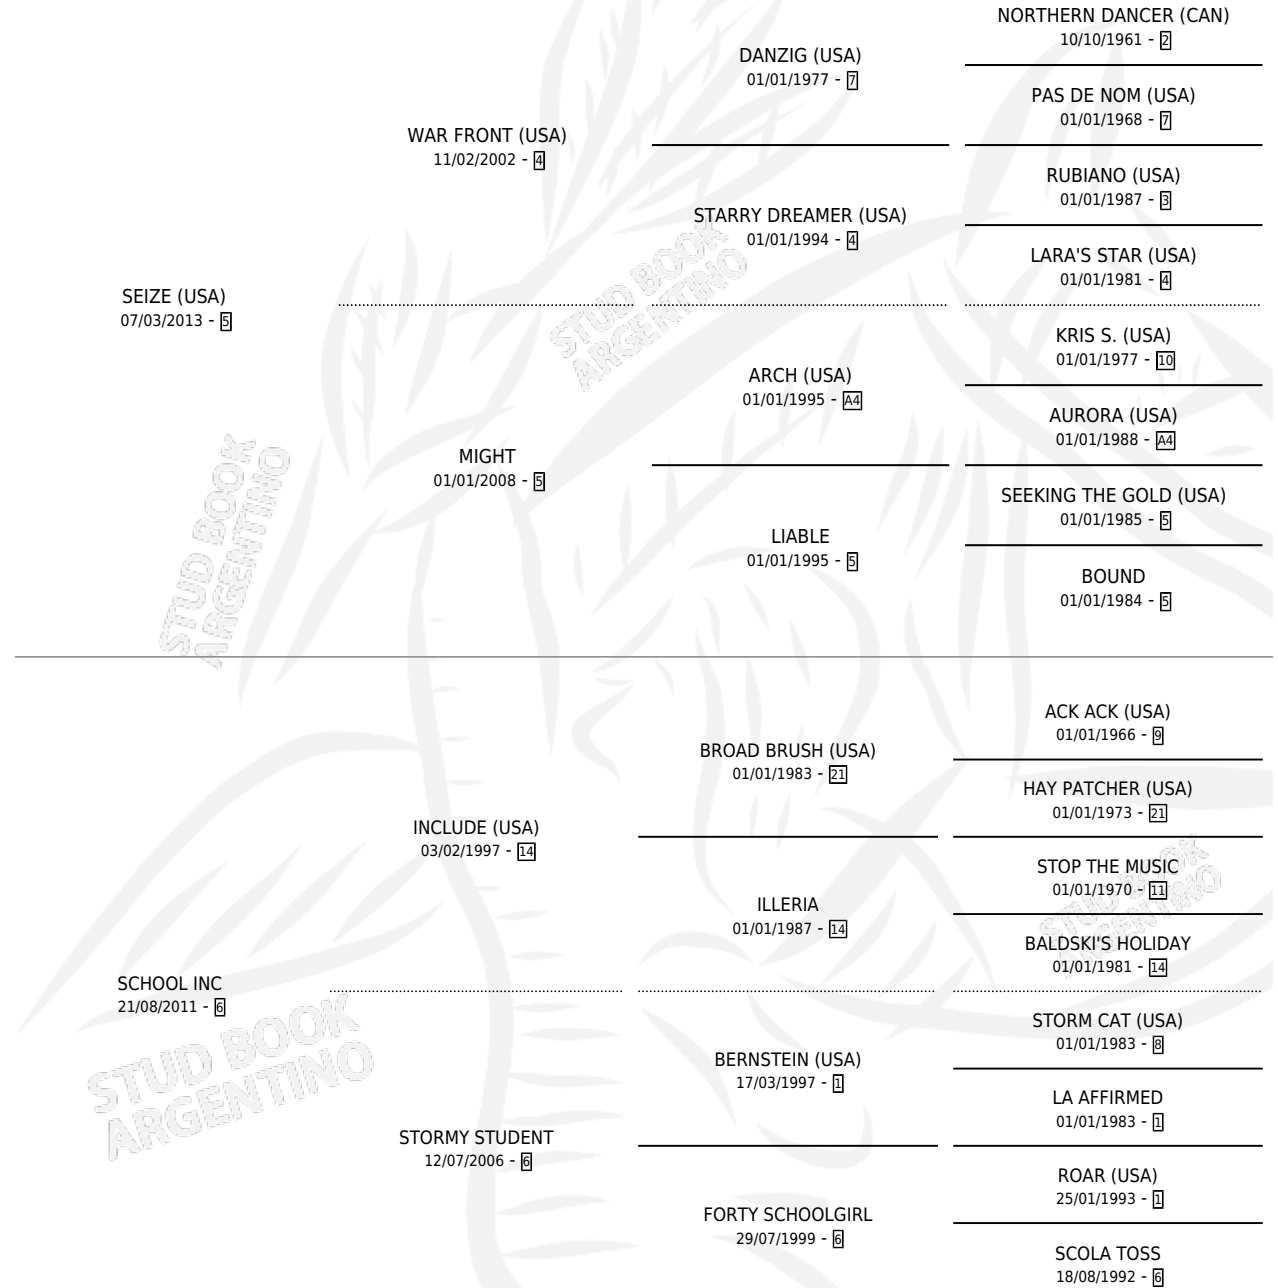 NORTHERN DANCER (CAN)
10/10/1961 - 2
DANZIG (USA)
01/01/1977 - 7
PAS DE NOM (USA)
01/01/1968 - 7
WAR FRONT (USA)
11/02/2002 - 4
RUBIANO (USA)
01/01/1987 - 3
STARRY DREAMER (USA)
01/01/1994 - 4
LARA'S STAR (USA)
01/01/1981 - 4
SEIZE (USA)
07/03/2013 - 5
STUD BOOK
ARGENTINO
KRIS S. (USA)
01/01/1977 - 10
ARCH (USA)
01/01/1995 - A4
AURORA (USA)
01/01/1988 - A4
MIGHT
01/01/2008 - 5
SEEKING THE GOLD (USA)
01/01/1985 - 5
LIABLE
01/01/1995 - 5
BOUND
01/01/1984 - 5
STUD BOOK
ARGENTINO
ACK ACK (USA)
01/01/1966 - 9
BROAD BRUSH (USA)
01/01/1983 - 21
HAY PATCHER (USA)
01/01/1973 - 21
INCLUDE (USA)
03/02/1997 - 14
STOP THE MUSIC
01/01/1970 - 11
ILLERIA
01/01/1987 - 14
BALDSKI'S HOLIDAY
01/01/1981 - 14
STUD BOOK
ARGENTINO
SCHOOL INC
21/08/2011 - 6
STORM CAT (USA)
01/01/1983 - 8
BERNSTEIN (USA)
17/03/1997 - 1
LA AFFIRMED
01/01/1983 - 1
STUD BOOK
ARGENTINO
STORMY STUDENT
12/07/2006 - 6
ROAR (USA)
25/01/1993 - 1
FORTY SCHOOLGIRL
29/07/1999 - 6
SCOLA TOSS
18/08/1992 - 6